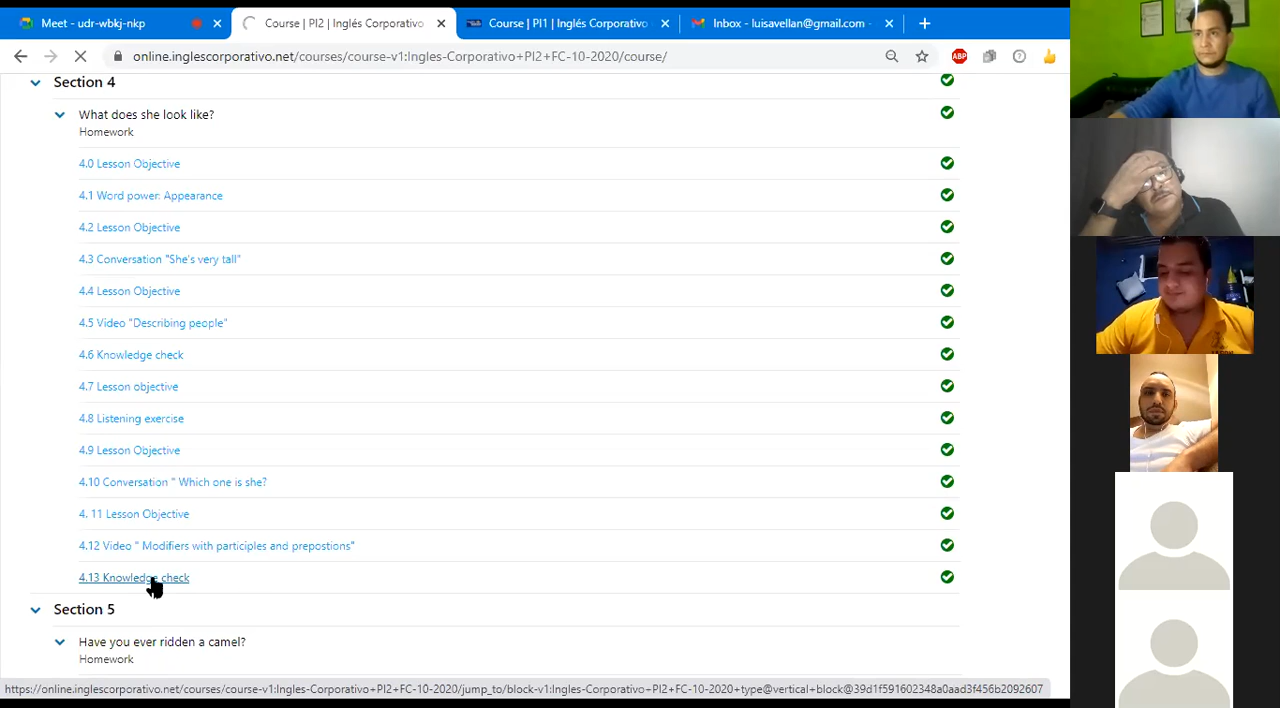 Meet - udr-wbkj-nkp
Course | PI2 | Inglés Corporativo
Course | PI1 | Inglés Corporativo
Inbox - luisavellan@gmail.com -
online.inglescorporativo.net/courses/course-v1:Ingles-Corporativo+PI2+FC-10-2020/course/
ABP
Section 4
What does she look like?
Homework
4.0 Lesson Objective
4.1 Word power: Appearance
4.2 Lesson Objective
4.3 Conversation "She's very tall"
4.4 Lesson Objective
4.5 Video "Describing people"
4.6 Knowledge check
4.7 Lesson objective
4.8 Listening exercise
4.9 Lesson Objective
4.10 Conversation " Which one is she?
4. 11 Lesson Objective
4.12 Video " Modifiers with participles and prepostions"
4.13 Knowledge check
Section 5
Have you ever ridden a camel?
Homework
https://online.inglescorporativo.net/courses/course-v1:Ingles-Corporativo+PI2+FC-10-2020/jump_to/block-v1:Ingles-Corporativo+PI2+FC-10-2020+type@vertical+block@39d1f591602348a0aad3f456b2092607